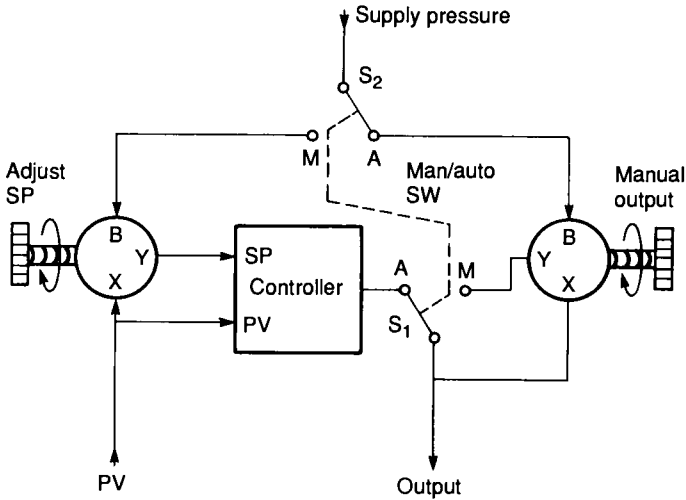 Supply pressure
S2
M
A
Adjust
SP
Man/auto
SW
Manual
output
B
Y
X
SP
Controller
PV
A
M
S1
B
Y
X
PV
Output